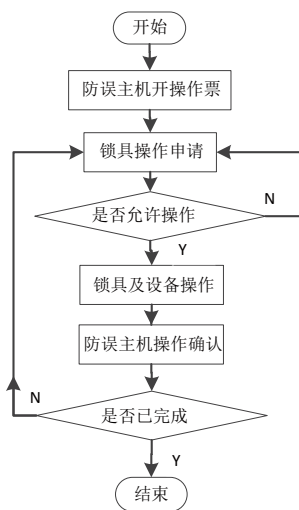 开始
防误主机开操作票
锁具操作申请
是否允许操作
N
Y
锁具及设备操作
防误主机操作确认
N
是否已完成
Y
结束